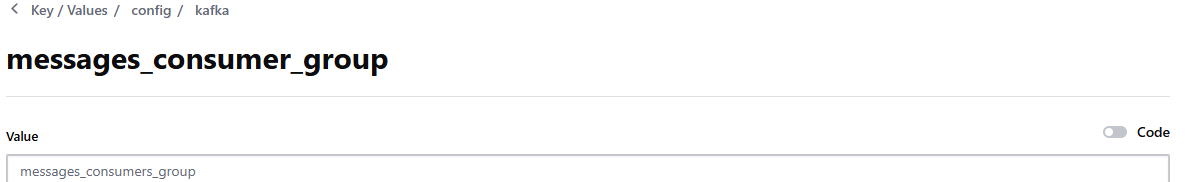 Key / Values / config / kafka
messages_consumer_group
Value
Code
messages_consumers_group